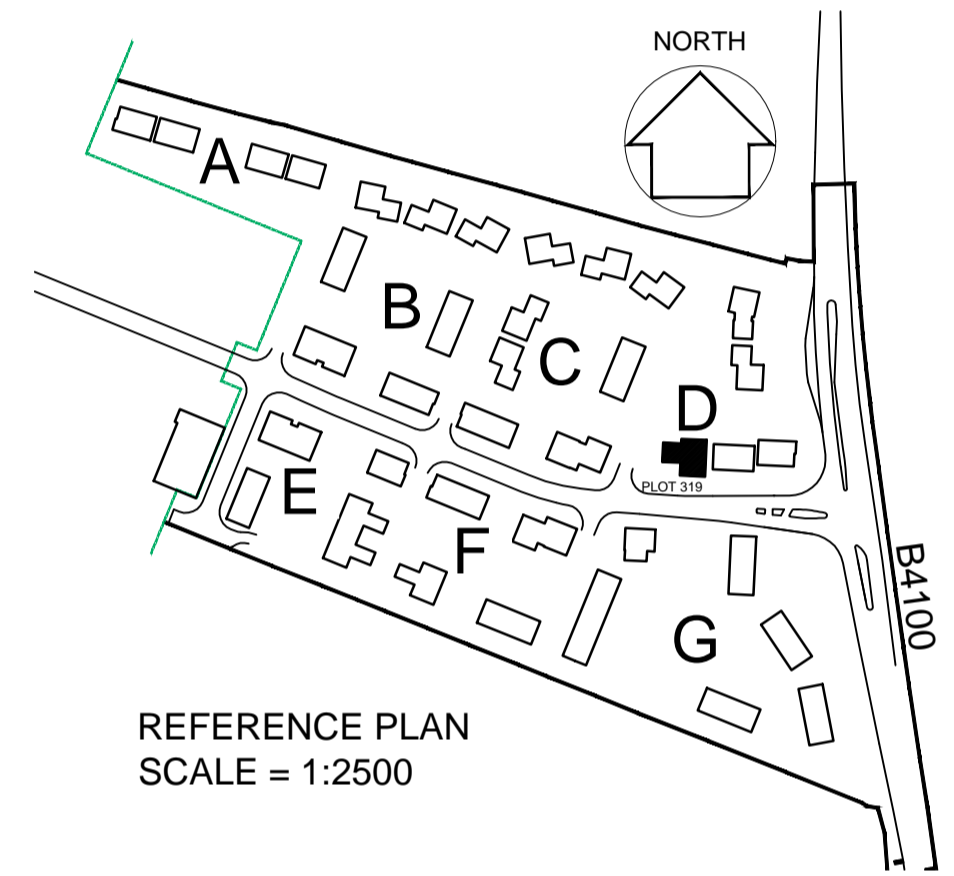 NORTH
A
B
C
D
PLOT 319
E
F
G
B4100
REFERENCE PLAN
SCALE = 1:2500